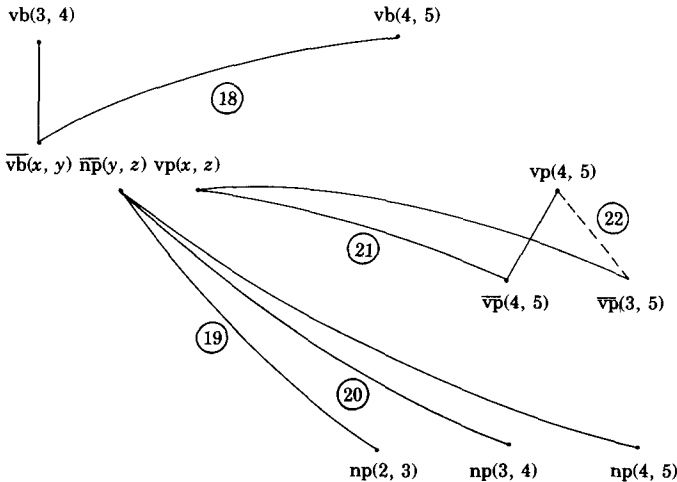 vb(3, 4) vb(4, 5)
18
v̅b̅(x, y) n̅p̅(y, z) vp(x, z)
vp(4, 5)
22
21
v̅p̅(4, 5) v̅p̅(3, 5)
19
20
np(2, 3) np(3, 4) np(4, 5)